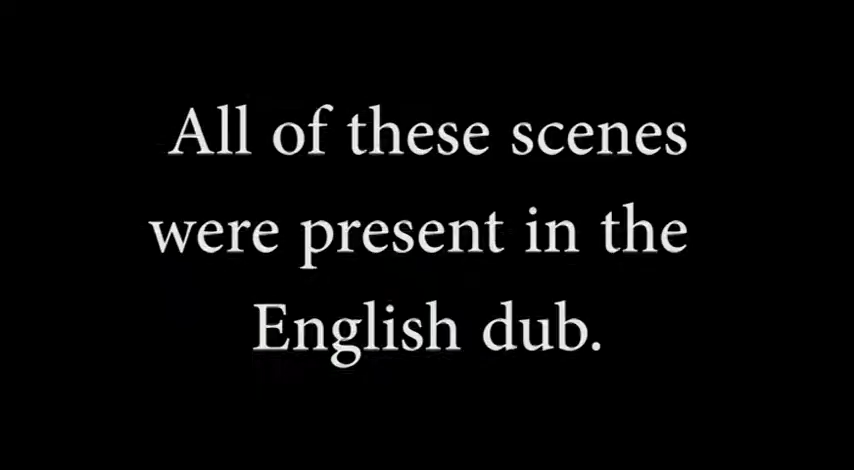 All of these scenes
were present in the
English dub.